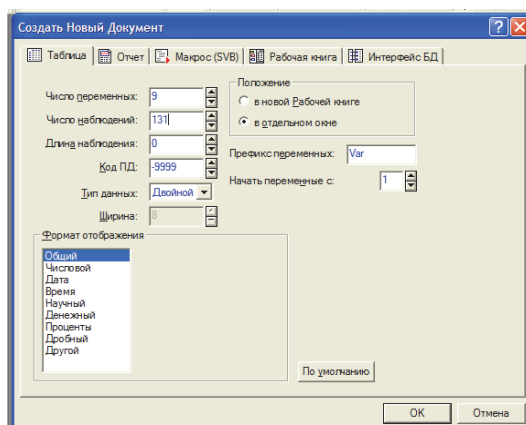 Создать Новый Документ
Таблица Отчет Макрос (SVB) Рабочая книга Интерфейс БД
Число переменных: 9
Число наблюдений: 131
Длина наблюдения: 0
Код ПД: -9999
Тип данных: Двойной
Ширина: 8
Положение
в новой Рабочей книге
в отдельном окне
Префикс переменных: Var
Начать переменные с: 1
Формат отображения
Общий
Числовой
Дата
Время
Научный
Денежный
Проценты
Дробный
Другой
По умолчанию
OK Отмена